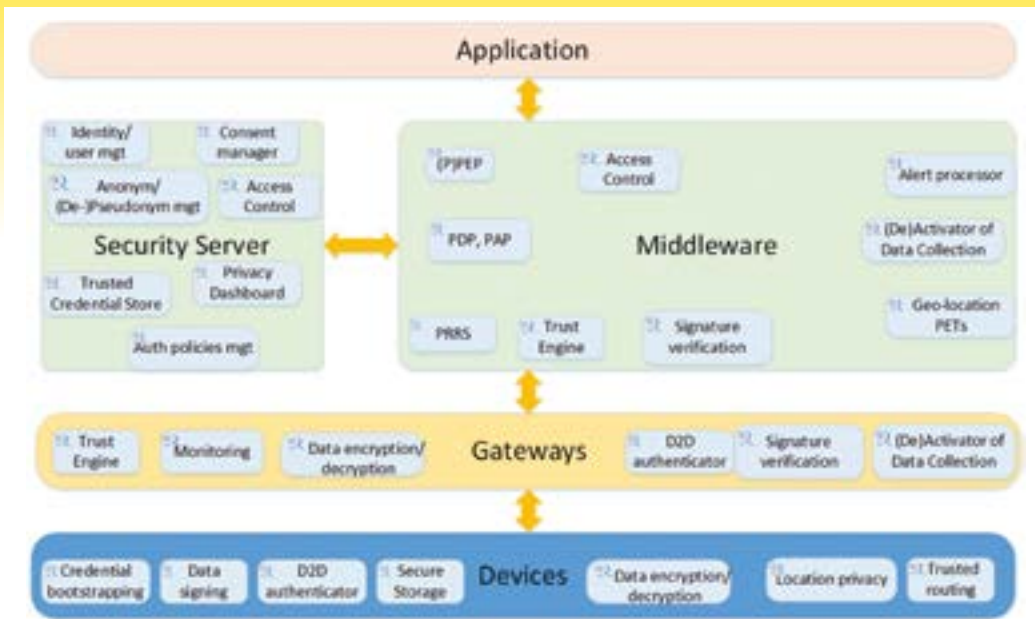 Application
Identity/
user mgt
Consent
manager
Anonym/
(De-)Pseudonym mgt
Access
Control
Security Server
Trusted
Credential Store
Privacy
Dashboard
Auth policies mgt
(P)PEP
Access
Control
Alert processor
PDP, PAP
Middleware
(De)Activator of
Data Collection
Geo-location
PETs
PRRS
Trust
Engine
Signature
verification
Trust
Engine
Monitoring
Data encryption/
decryption
Gateways
D2D
authenticator
Signature
verification
(De)Activator of
Data Collection
Credential
bootstrapping
Data
signing
D2D
authenticator
Secure
Storage
Devices
Data encryption/
decryption
Location privacy
Trusted
routing